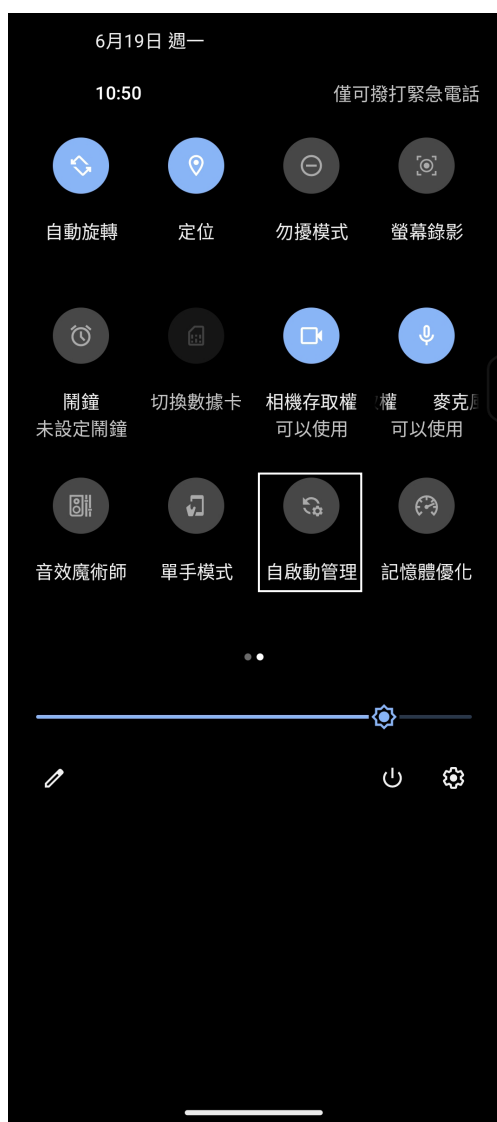 6月19日 週一
10:50
僅可撥打緊急電話
自動旋轉
定位
勿擾模式
螢幕錄影
鬧鐘
未設定鬧鐘
切換數據卡
相機存取權
可以使用
權 麥克
可以使用
音效魔術師
單手模式
自啟動管理
記憶體優化